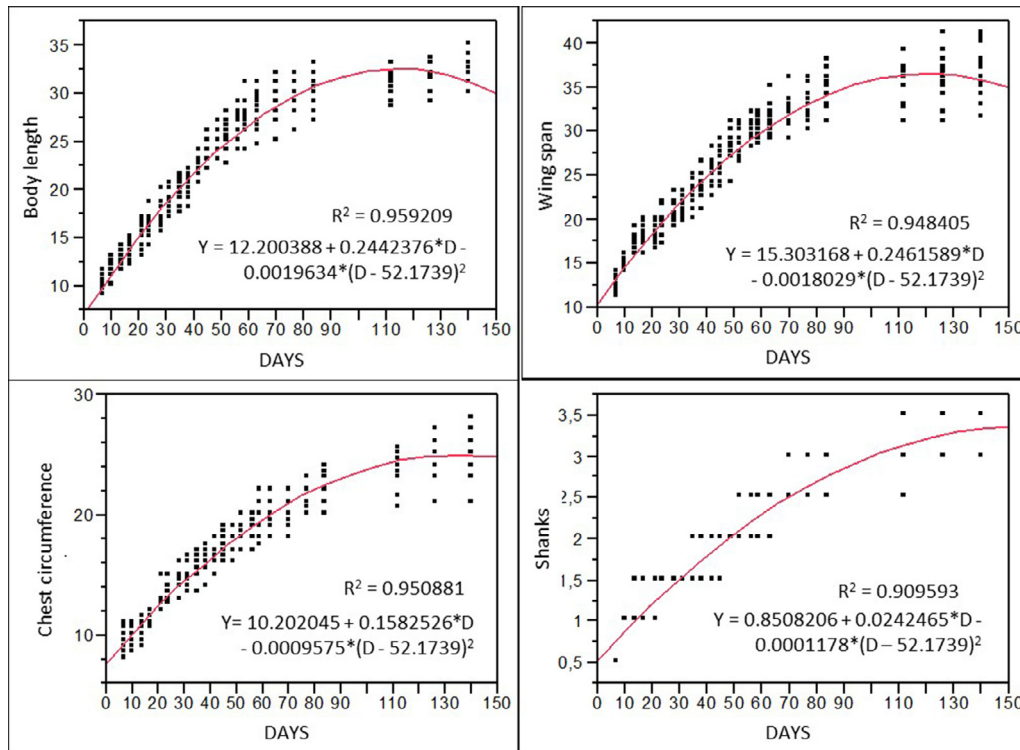 Body length
35
30
25
20
15
10
R² = 0.959209
Y = 12.200388 + 0.2442376*D -
0.0019634*(D - 52.1739)²
0 10 20 30 40 50 60 70 80 90 110 130 150
DAYS
Wing span
40
35
30
25
20
15
10
R² = 0.948405
Y = 15.303168 + 0.2461589*D
- 0.0018029*(D - 52.1739)²
0 10 20 30 40 50 60 70 80 90 110 130 150
DAYS
Chest circumference
30
20
10
R² = 0.950881
Y= 10.202045 + 0.1582526*D
- 0.0009575*(D - 52.1739)²
0 10 20 30 40 50 60 70 80 90 110 130 150
DAYS
Shanks
3,5
3
2,5
2
1,5
1
0,5
R² = 0.909593
Y = 0.8508206 + 0.0242465*D-
0.0001178*(D – 52.1739)²
0 10 20 30 40 50 60 70 80 90 110 130 150
DAYS